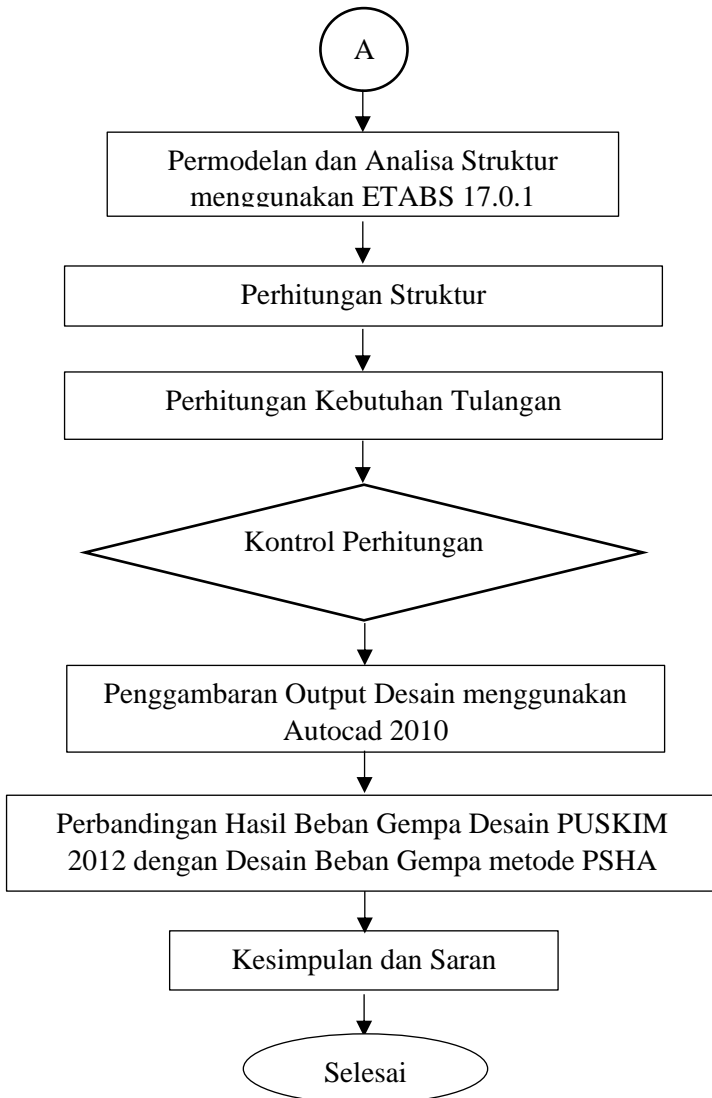 A
Permodelan dan Analisa Struktur
menggunakan ETABS 17.0.1
Perhitungan Struktur
Perhitungan Kebutuhan Tulangan
Kontrol Perhitungan
Penggambaran Output Desain menggunakan
Autocad 2010
Perbandingan Hasil Beban Gempa Desain PUSKIM
2012 dengan Desain Beban Gempa metode PSHA
Kesimpulan dan Saran
Selesai